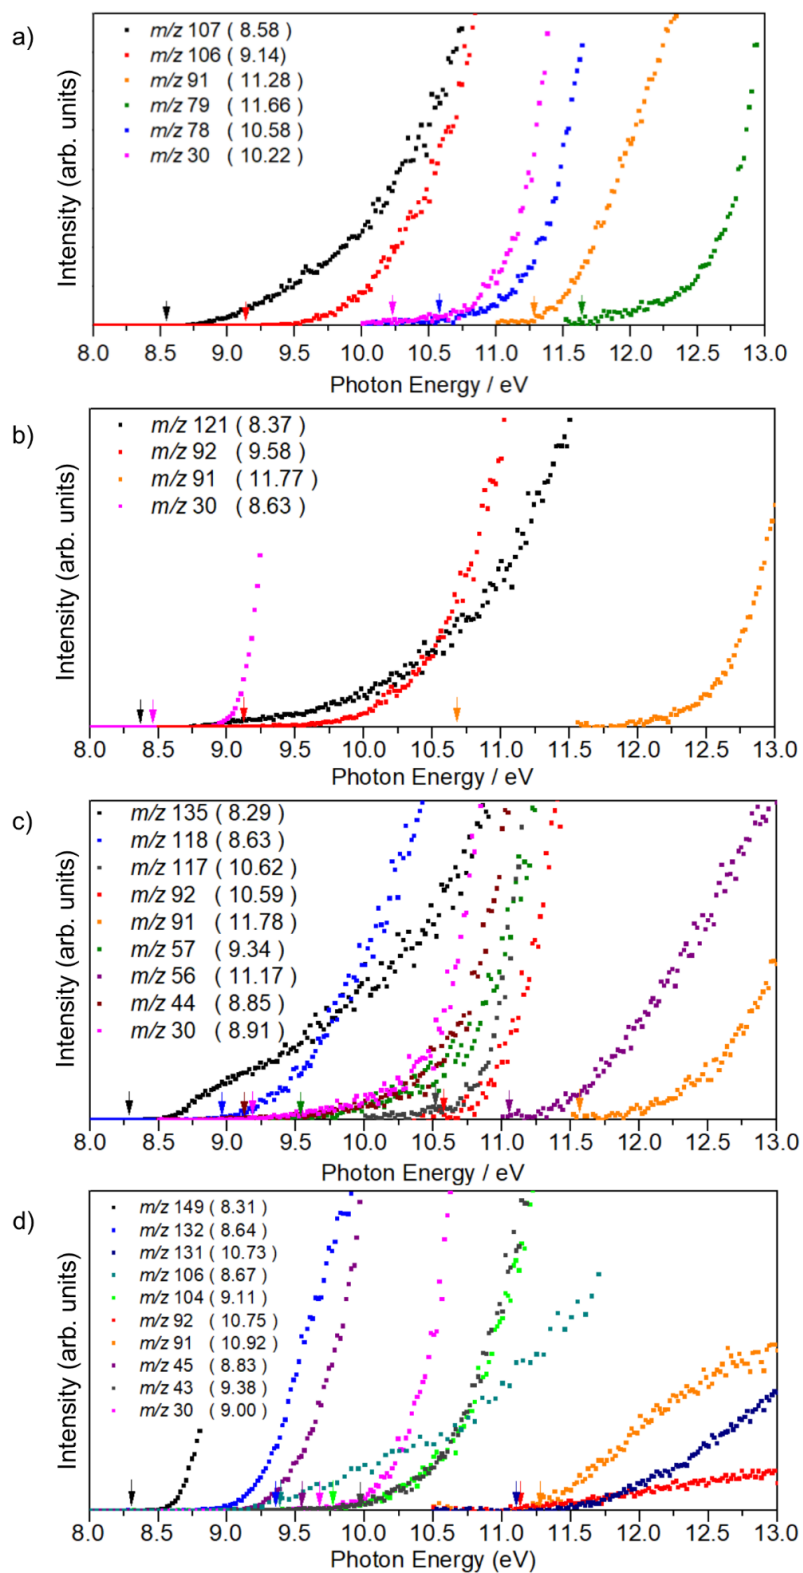 a)
m/z 107 ( 8.58 )
m/z 106 ( 9.14 )
m/z 91 ( 11.28 )
m/z 79 ( 11.66 )
m/z 78 ( 10.58 )
m/z 30 ( 10.22 )
Intensity (arb. units)
8.0 8.5 9.0 9.5 10.0 10.5 11.0 11.5 12.0 12.5 13.0
Photon Energy / eV
b)
m/z 121 ( 8.37 )
m/z 92 ( 9.58 )
m/z 91 ( 11.77 )
m/z 30 ( 8.63 )
Intensity (arb. units)
8.0 8.5 9.0 9.5 10.0 10.5 11.0 11.5 12.0 12.5 13.0
Photon Energy / eV
c)
m/z 135 ( 8.29 )
m/z 118 ( 8.63 )
m/z 117 ( 10.62 )
m/z 92 ( 10.59 )
m/z 91 ( 11.78 )
m/z 57 ( 9.34 )
m/z 56 ( 11.17 )
m/z 44 ( 8.85 )
m/z 30 ( 8.91 )
Intensity (arb. units)
8.0 8.5 9.0 9.5 10.0 10.5 11.0 11.5 12.0 12.5 13.0
Photon Energy / eV
d)
m/z 149 ( 8.31 )
m/z 132 ( 8.64 )
m/z 131 ( 10.73 )
m/z 106 ( 8.67 )
m/z 104 ( 9.11 )
m/z 92 ( 10.75 )
m/z 91 ( 10.92 )
m/z 45 ( 8.83 )
m/z 43 ( 9.38 )
m/z 30 ( 9.00 )
Intensity (arb. units)
8.0 8.5 9.0 9.5 10.0 10.5 11.0 11.5 12.0 12.5 13.0
Photon Energy (eV)